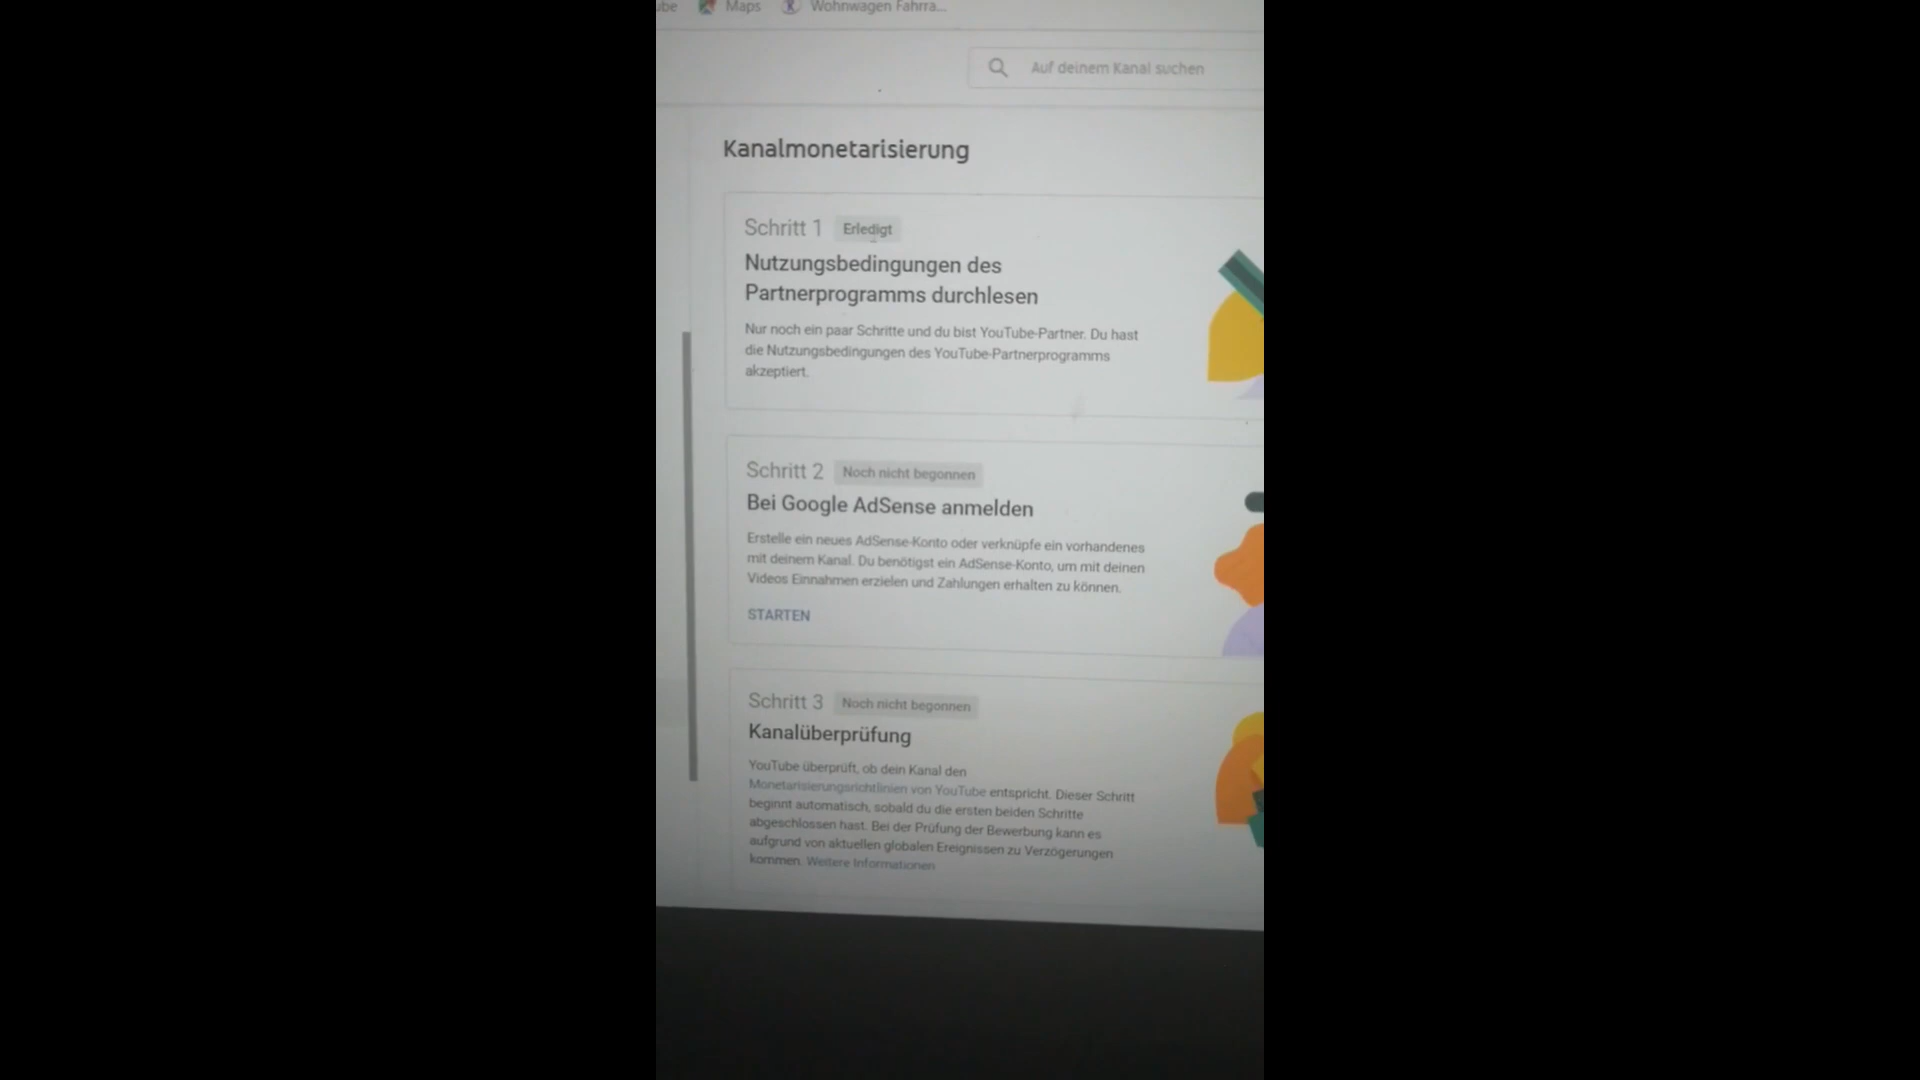 Maps Wohnwagen Fahrra...
Auf deinem Kanal suchen
Kanalmonetarisierung
Schritt 1 Erledigt
Nutzungsbedingungen des
Partnerprogramms durchlesen
Nur noch ein paar Schritte und du bist YouTube-Partner. Du hast
die Nutzungsbedingungen des YouTube-Partnerprogramms
akzeptiert.
Schritt 2 Noch nicht begonnen
Bei Google AdSense anmelden
Erstelle ein neues AdSense-Konto oder verknüpfe ein vorhandenes
mit deinem Kanal. Du benötigst ein AdSense-Konto, um mit deinen
Videos Einnahmen erzielen und Zahlungen erhalten zu können.
STARTEN
Schritt 3 Noch nicht begonnen
Kanalüberprüfung
YouTube überprüft, ob dein Kanal den
Monetarisierungsrichtlinien von YouTube entspricht. Dieser Schritt
beginnt automatisch, sobald du die ersten beiden Schritte
abgeschlossen hast. Bei der Prüfung der Bewerbung kann es
aufgrund von aktuellen globalen Ereignissen zu Verzögerungen
kommen. Weitere Informationen